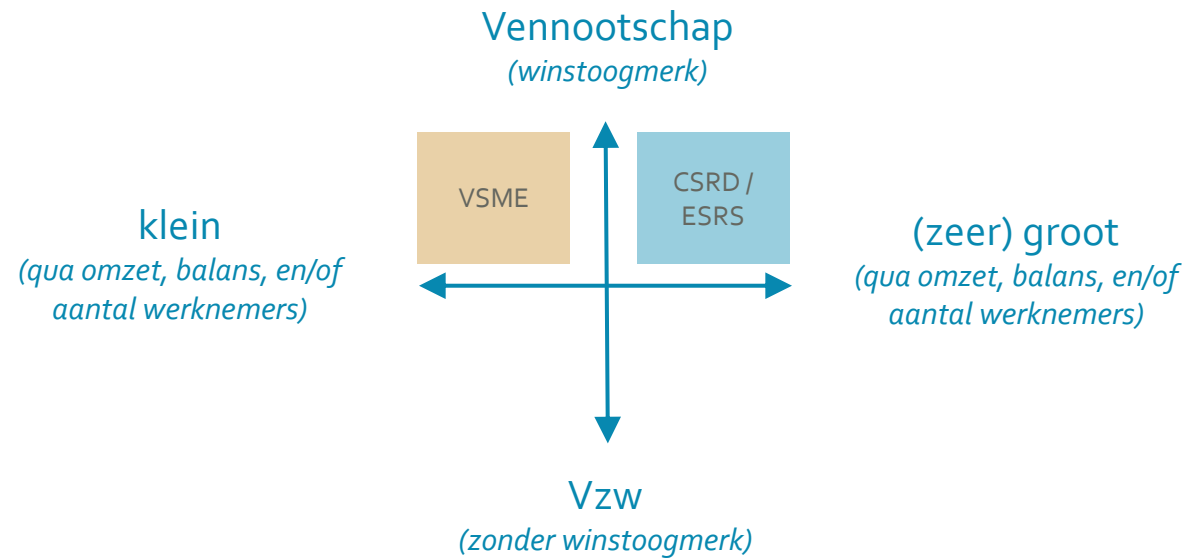 Vennootschap
(winstoogmerk)
VSME
CSRD /
ESRS
klein
(qua omzet, balans, en/of
aantal werknemers)
(zeer) groot
(qua omzet, balans, en/of
aantal werknemers)
Vzw
(zonder winstoogmerk)